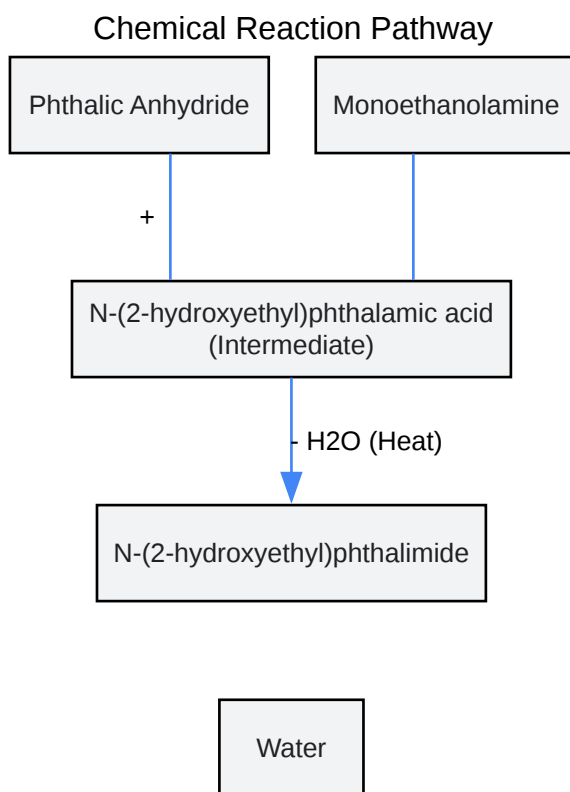 Chemical Reaction Pathway
Phthalic Anhydride
Monoethanolamine
+
N-(2-hydroxyethyl)phthalamic acid
(Intermediate)
- H2O (Heat)
N-(2-hydroxyethyl)phthalimide
Water